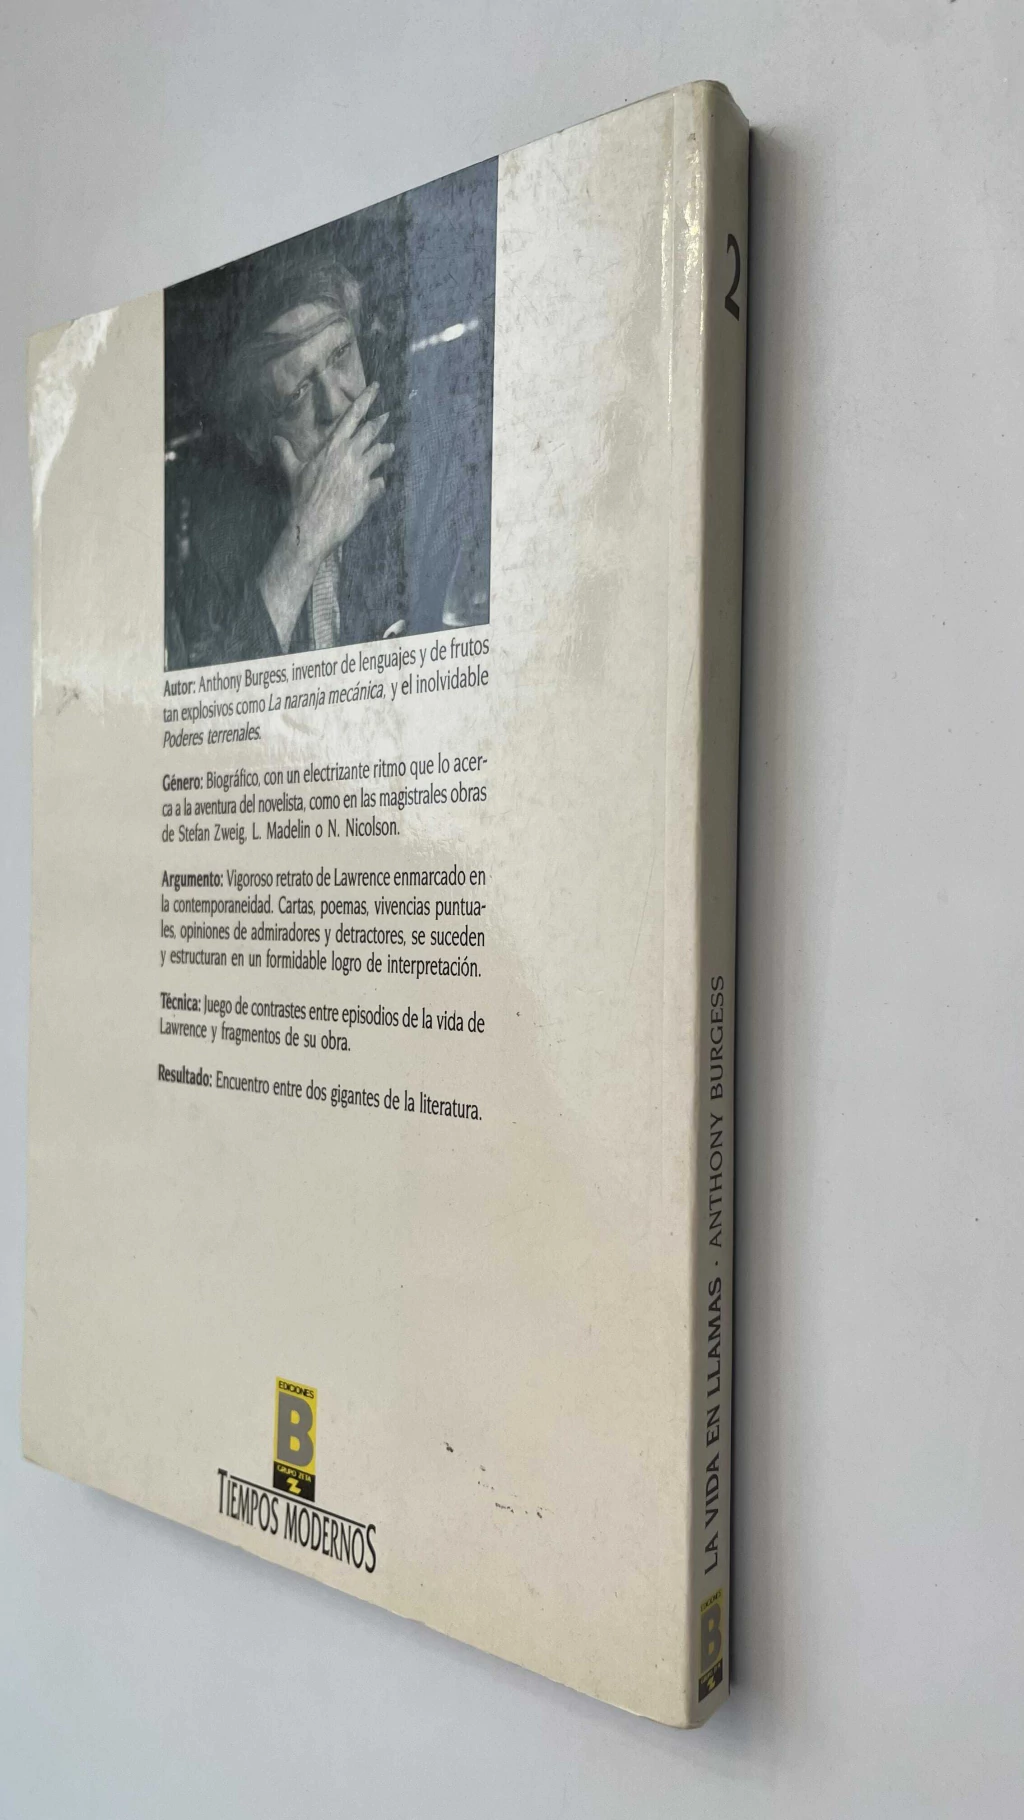 Autor: Anthony Burgess, inventor de lenguajes y de frutos
tan explosivos como La naranja mecánica, y el inolvidable
Poderes terrenales.
Género: Biográfico, con un electrizante ritmo que lo acer-
ca a la aventura del novelista, como en las magistrales obras
de Stefan Zweig, L. Madelin o N. Nicolson.
Argumento: Vigoroso retrato de Lawrence enmarcado en
la contemporaneidad. Cartas, poemas, vivencias puntua-
les, opiniones de admiradores y detractores, se suceden
y estructuran en un formidable logro de interpretación.
Técnica: Juego de contrastes entre episodios de la vida de
Lawrence y fragmentos de su obra.
Resultado: Encuentro entre dos gigantes de la literatura.
EDICIONES
B
GRUPO ZETA
Z
TIEMPOS MODERNOS
2
LA VIDA EN LLAMAS · ANTHONY BURGESS
EDICIONES
B